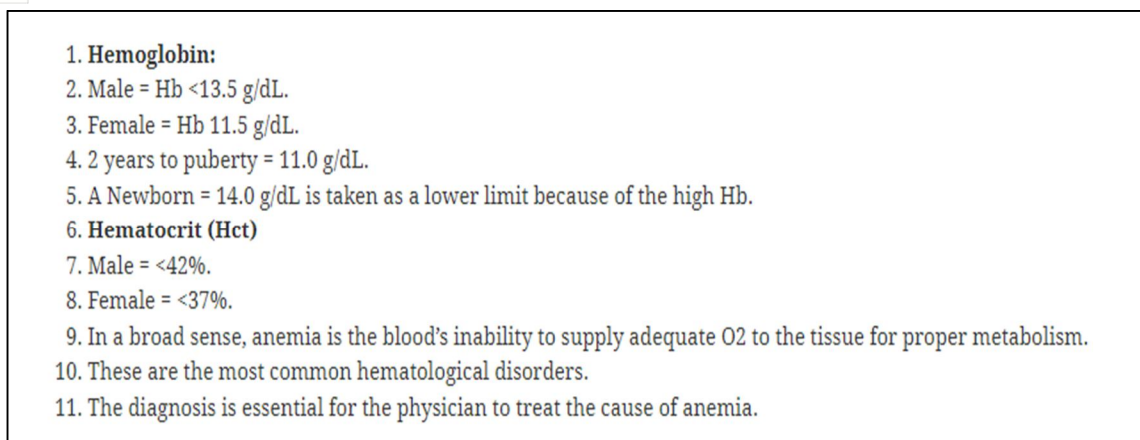 1. Hemoglobin:
2. Male = Hb <13.5 g/dL.
3. Female = Hb 11.5 g/dL.
4. 2 years to puberty = 11.0 g/dL.
5. A Newborn = 14.0 g/dL is taken as a lower limit because of the high Hb.
6. Hematocrit (Hct)
7. Male = <42%.
8. Female = <37%.
9. In a broad sense, anemia is the blood’s inability to supply adequate O2 to the tissue for proper metabolism.
10. These are the most common hematological disorders.
11. The diagnosis is essential for the physician to treat the cause of anemia.